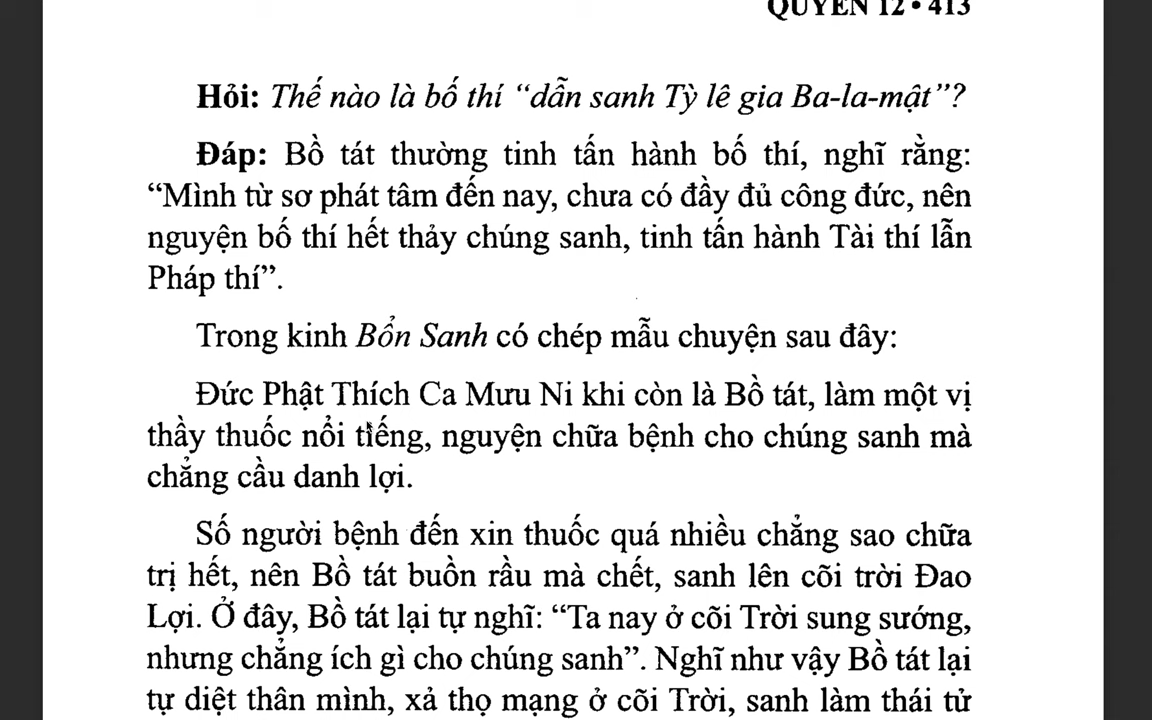 QUYỂN 12 • 413
Hỏi: Thế nào là bố thí “dẫn sanh Tỳ lê gia Ba-la-mật”?
Đáp: Bồ tát thường tinh tấn hành bố thí, nghĩ rằng:
“Mình từ sơ phát tâm đến nay, chưa có đầy đủ công đức, nên
nguyện bố thí hết thảy chúng sanh, tinh tấn hành Tài thí lẫn
Pháp thí”.
Trong kinh Bổn Sanh có chép mẫu chuyện sau đây:
Đức Phật Thích Ca Mưu Ni khi còn là Bồ tát, làm một vị
thầy thuốc nổi tiếng, nguyện chữa bệnh cho chúng sanh mà
chẳng cầu danh lợi.
Số người bệnh đến xin thuốc quá nhiều chẳng sao chữa
trị hết, nên Bồ tát buồn rầu mà chết, sanh lên cõi trời Đao
Lợi. Ở đây, Bồ tát lại tự nghĩ: “Ta nay ở cõi Trời sung sướng,
nhưng chẳng ích gì cho chúng sanh”. Nghĩ như vậy Bồ tát lại
tự diệt thân mình, xả thọ mạng ở cõi Trời, sanh làm thái tử